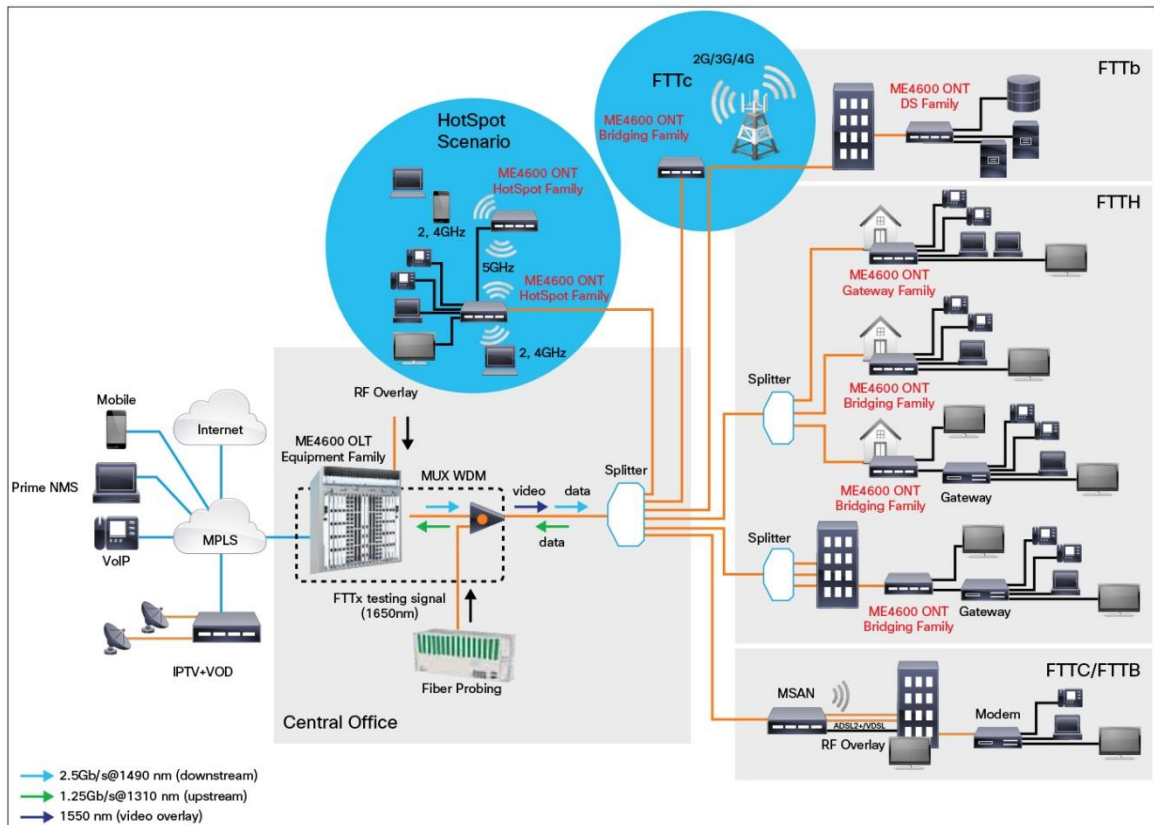 2G/3G/4G
FTTc
ME4600 ONT
Bridging Family
FTTb
ME4600 ONT
DS Family
HotSpot
Scenario
ME4600 ONT
HotSpot Family
2, 4GHz
5GHz
ME4600 ONT
HotSpot Family
2, 4GHz
FTTH
ME4600 ONT
Gateway Family
Splitter
ME4600 ONT
Bridging Family
ME4600 ONT
Bridging Family
Gateway
Splitter
ME4600 ONT
Bridging Family
Gateway
RF Overlay
ME4600 OLT
Equipment Family
MUX WDM
video
data
data
Splitter
Mobile
Internet
Prime NMS
MPLS
VoIP
IPTV+VOD
FTTx testing signal
(1650nm)
Fiber Probing
Central Office
FTTC/FTTB
MSAN
ADSL2+/VDSL
RF Overlay
Modem
2.5Gb/s@1490 nm (downstream)
1.25Gb/s@1310 nm (upstream)
1550 nm (video overlay)